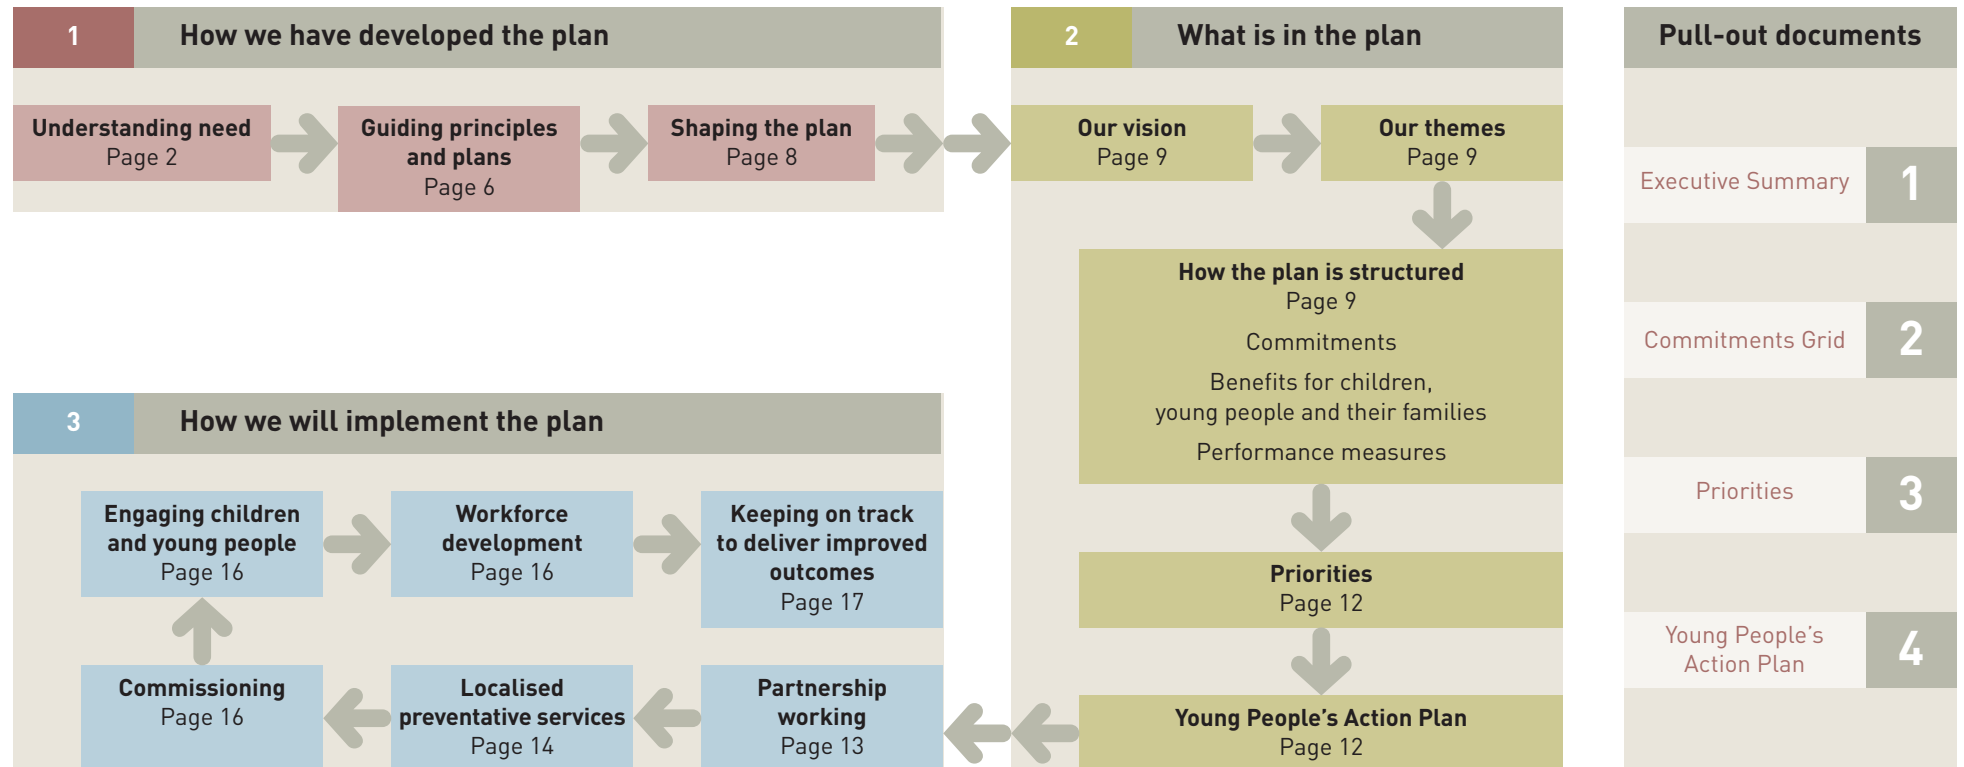 1
How we have developed the plan
Understanding need
Page 2
Guiding principles
and plans
Page 6
Shaping the plan
Page 8
2
What is in the plan
Our vision
Page 9
Our themes
Page 9
How the plan is structured
Page 9
Commitments
Benefits for children,
young people and their families
Performance measures
Priorities
Page 12
Young People’s Action Plan
Page 12
3
How we will implement the plan
Partnership
working
Page 13
Localised
preventative services
Page 14
Commissioning
Page 16
Engaging children
and young people
Page 16
Workforce
development
Page 16
Keeping on track
to deliver improved
outcomes
Page 17
Pull-out documents
Executive Summary
1
Commitments Grid
2
Priorities
3
Young People’s
Action Plan
4